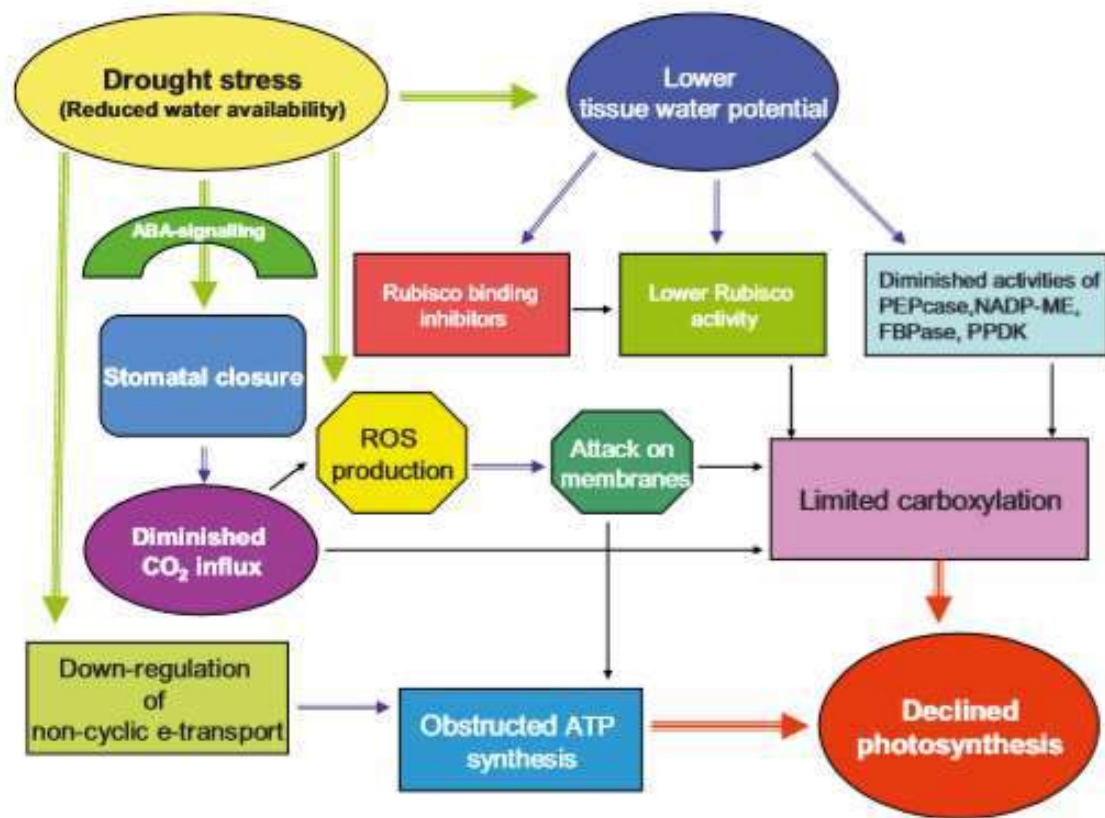 Drought stress
(Reduced water availability)
Lower
tissue water potential
ABA-signalling
Rubisco binding
inhibitors
Lower Rubisco
activity
Diminished activities of
PEPcase,NADP-ME,
FBPase, PPDK
Stomatal closure
ROS
production
Attack on
membranes
Limited carboxylation
Diminished
CO₂ influx
Down-regulation
of
non-cyclic e-transport
Obstructed ATP
synthesis
Declined
photosynthesis